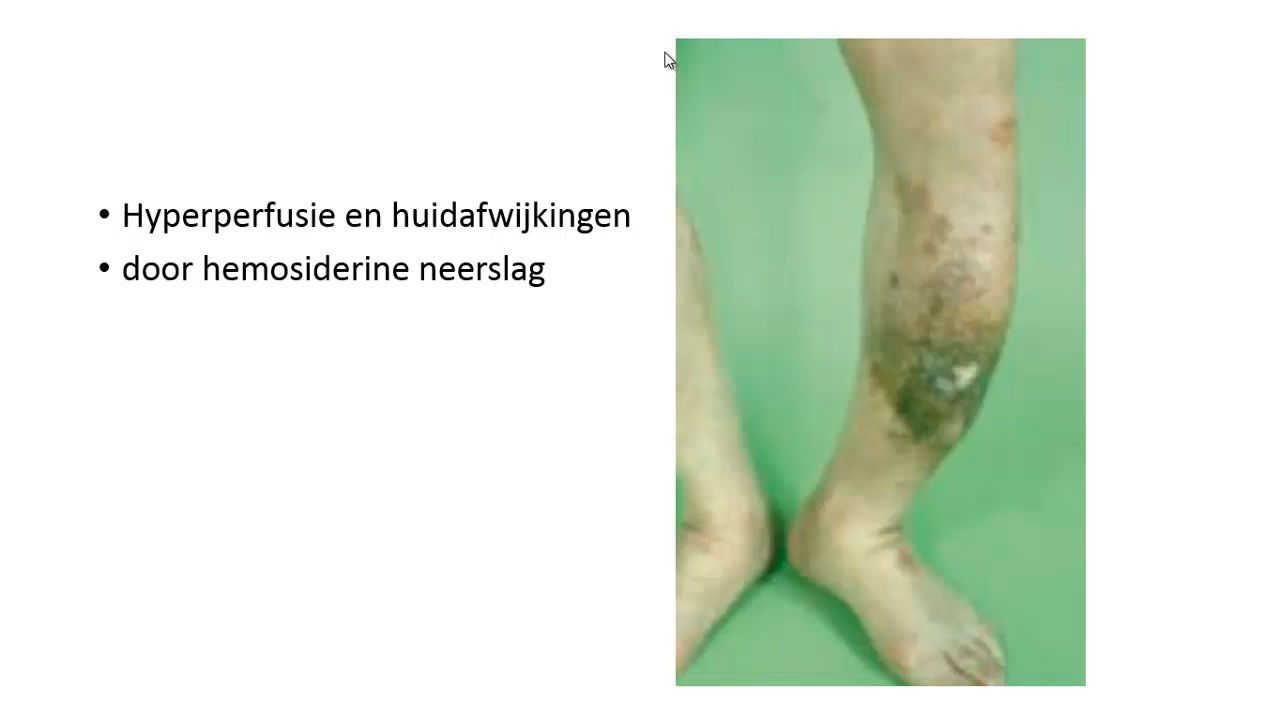 • Hyperperfusie en huidafwijkingen
• door hemosiderine neerslag